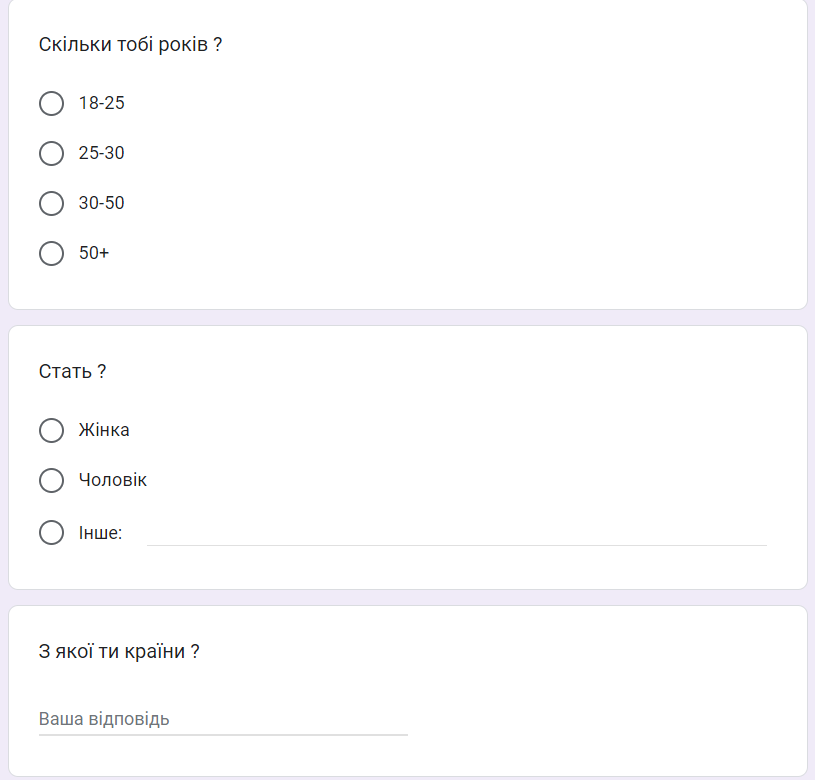 Скільки тобі років ?
18-25
25-30
30-50
50+
Стать ?
Жінка
Чоловік
Інше:
З якої ти країни ?
Ваша відповідь